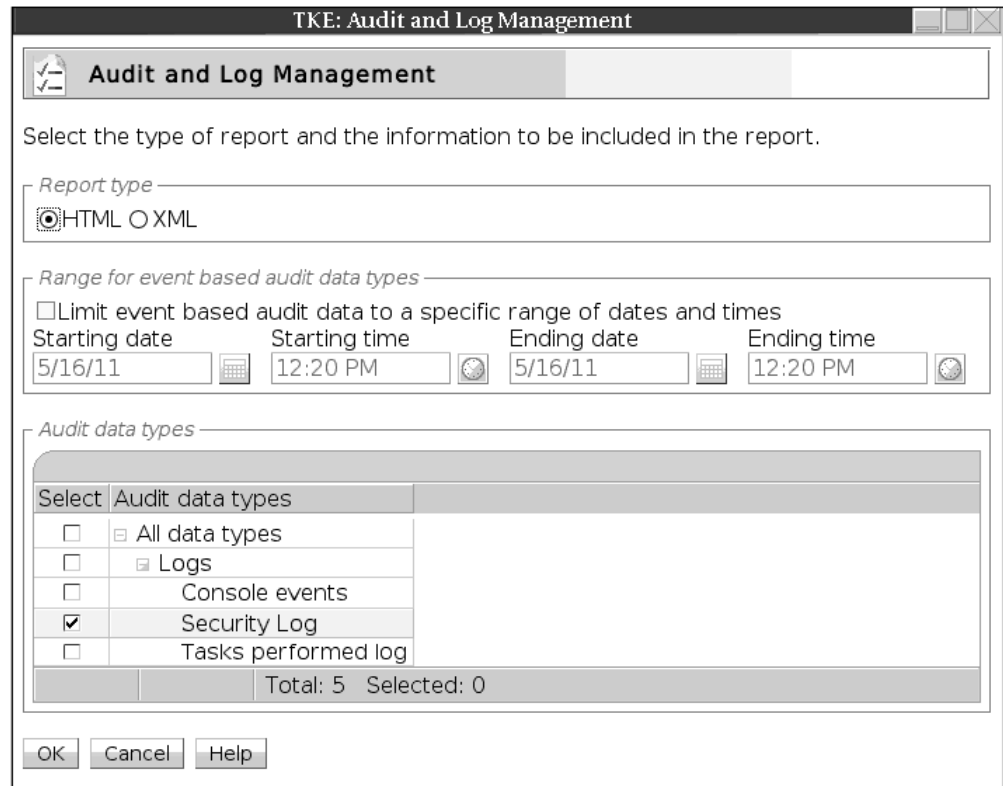 TKE: Audit and Log Management
Audit and Log Management
Select the type of report and the information to be included in the report.
Report type
HTML XML
Range for event based audit data types
Limit event based audit data to a specific range of dates and times
Starting date Starting time Ending date Ending time
5/16/11 12:20 PM 5/16/11 12:20 PM
Audit data types
Select Audit data types
All data types
Logs
Console events
Security Log
Tasks performed log
Total: 5 Selected: 0
OK Cancel Help